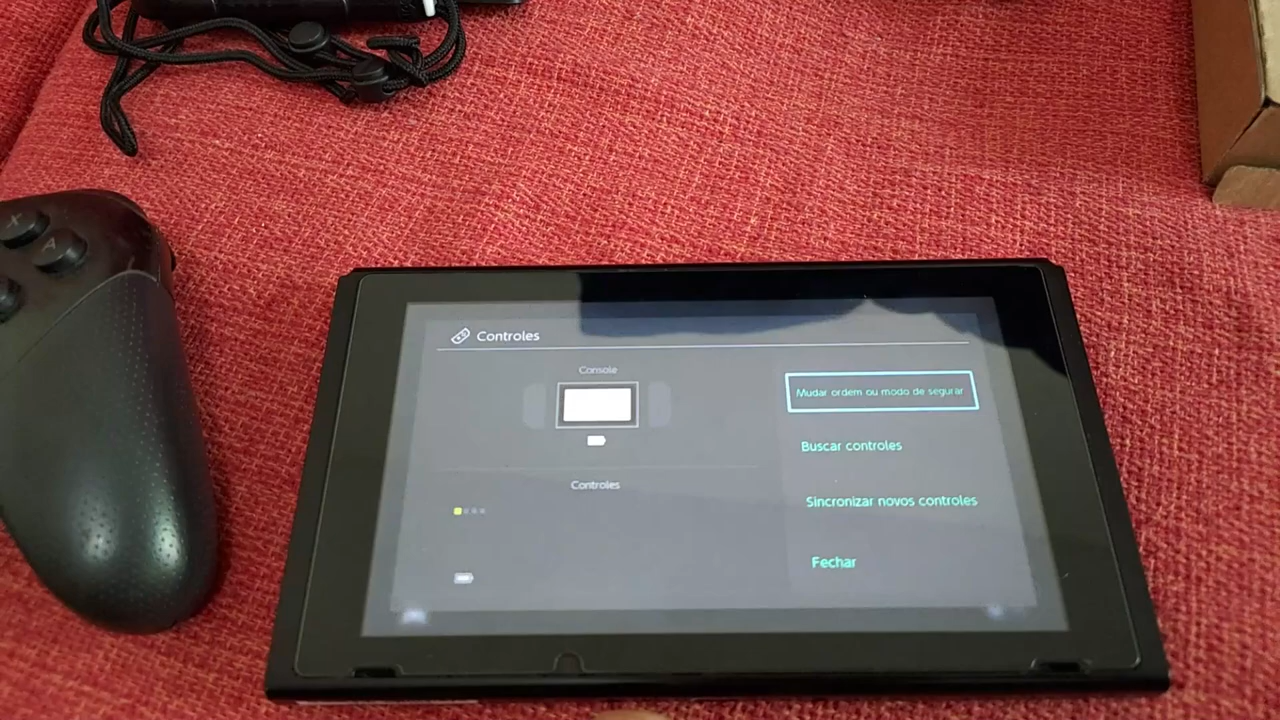 Controles
Console
Mudar ordem ou modo de segurar
Buscar controles
Controles
Sincronizar novos controles
Fechar
X
A